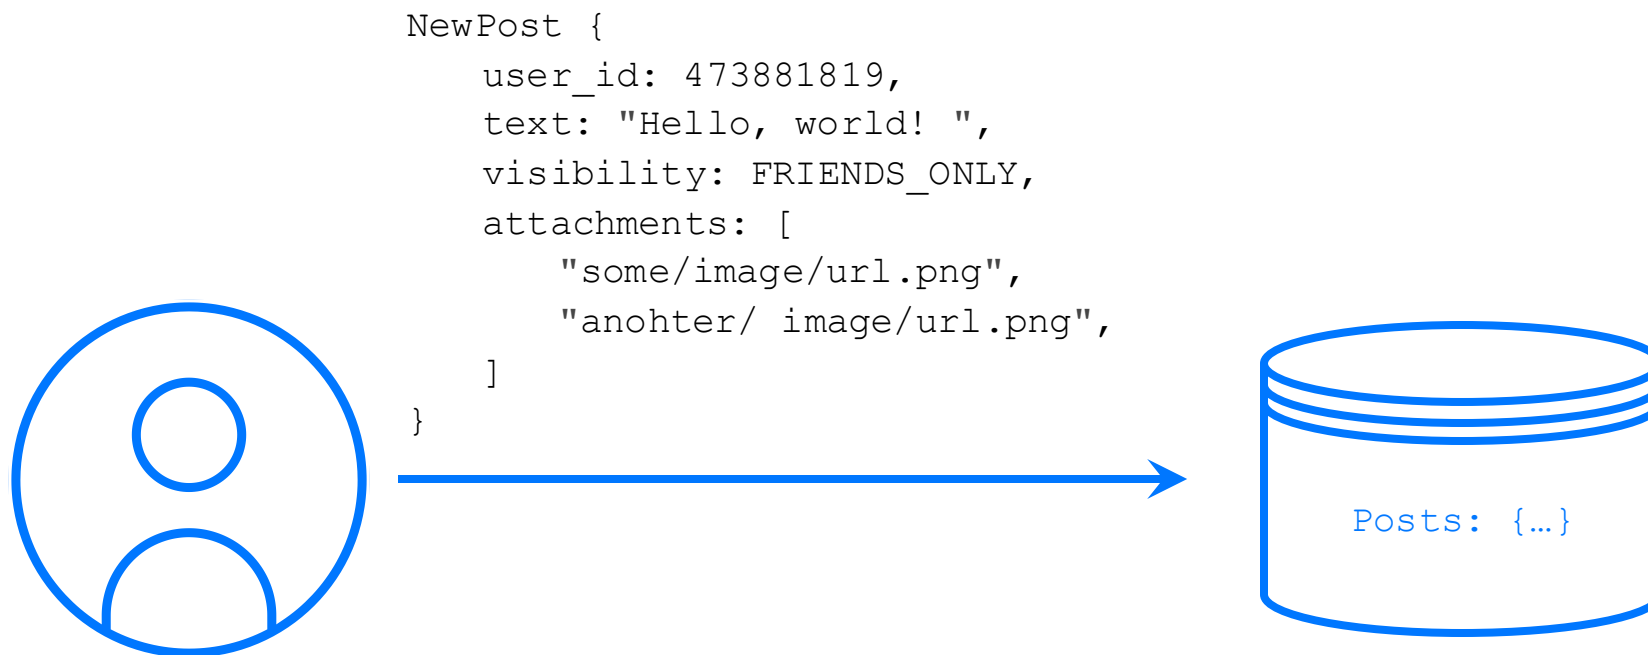 NewPost {
user_id: 473881819,
text: "Hello, world! ",
visibility: FRIENDS_ONLY,
attachments: [
"some/image/url.png",
"anohter/ image/url.png",
]
}
Posts: {…}